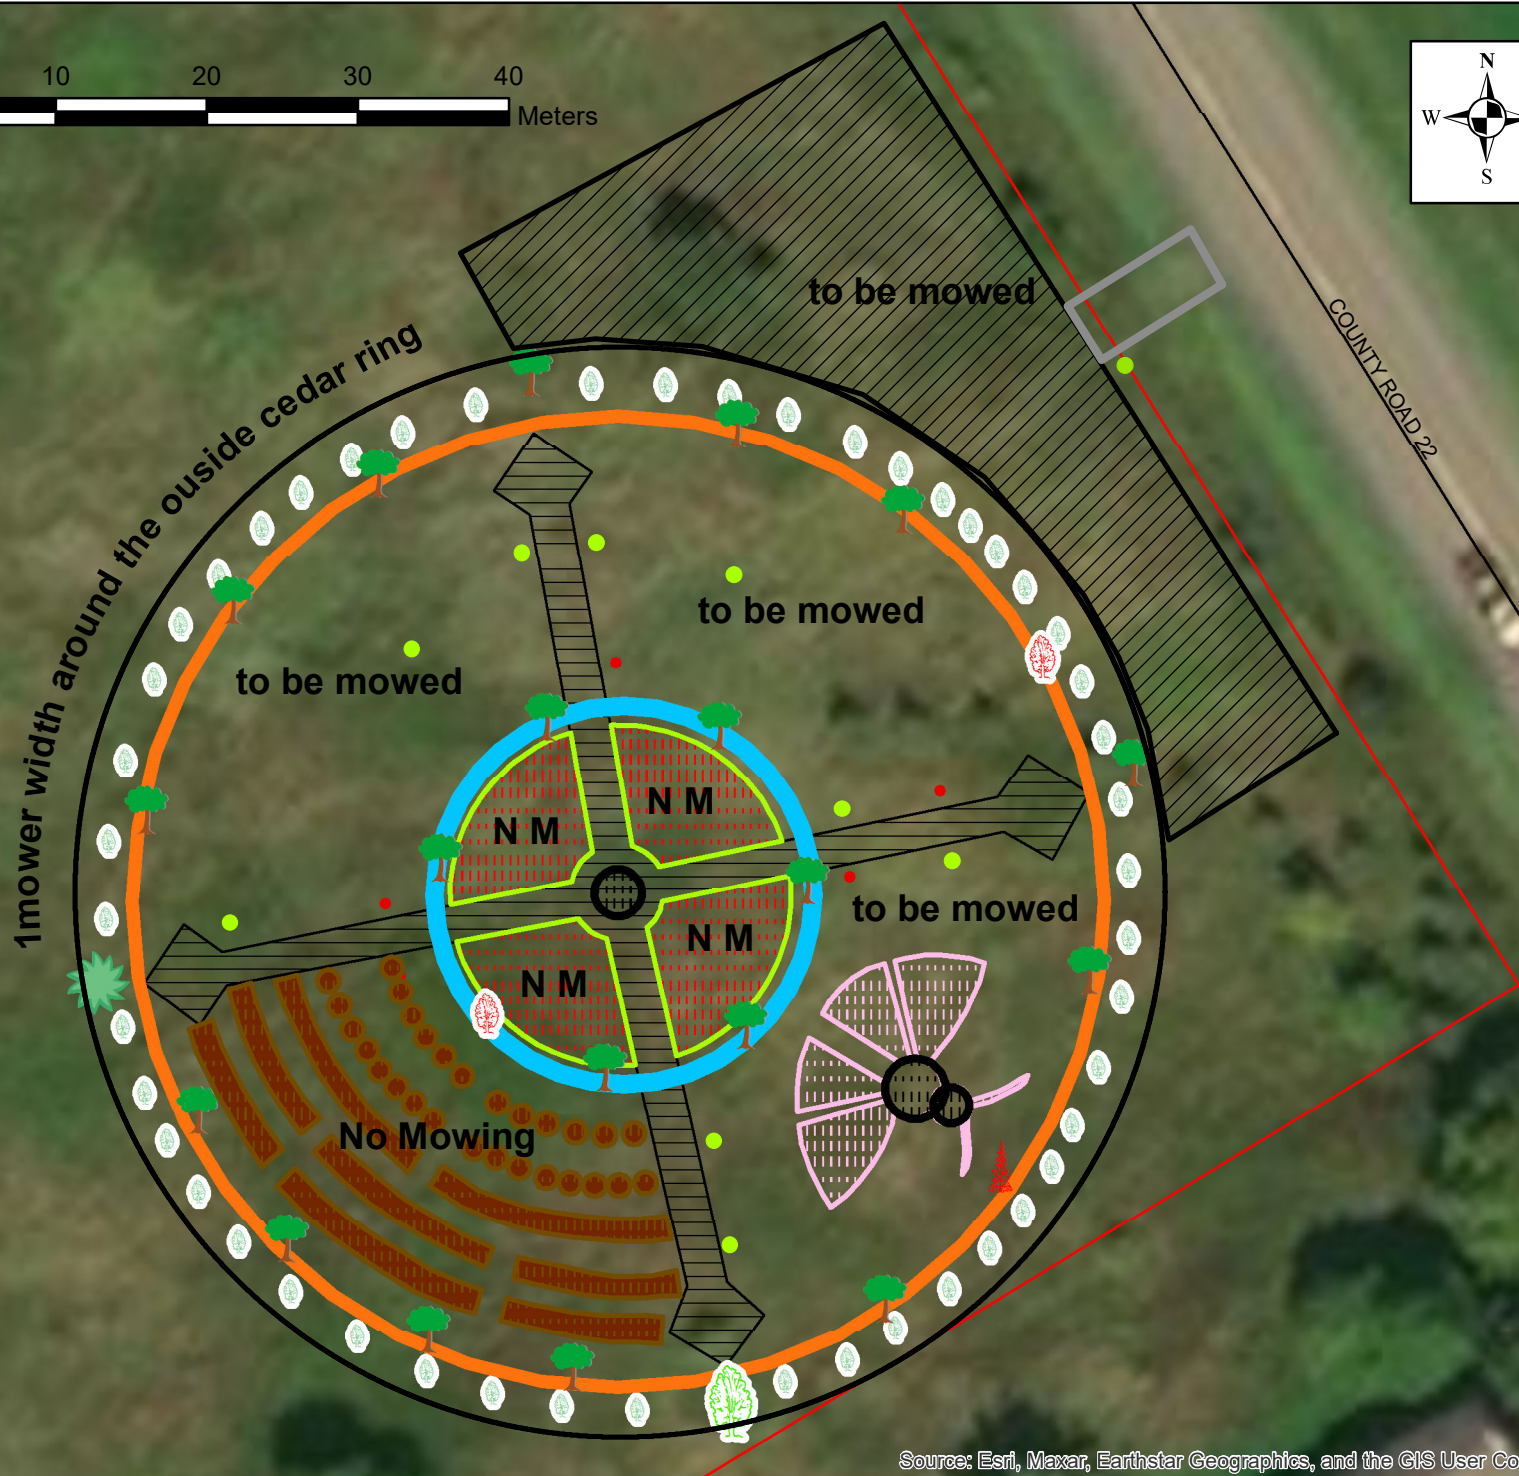 10 20 30 40
Meters
N
W
S
to be mowed
COUNTY ROAD 22
1mower width around the ouside cedar ring
to be mowed
to be mowed
N M
N M
to be mowed
N M
N M
No Mowing
Source: Esri, Maxar, Earthstar Geographics, and the GIS User Co